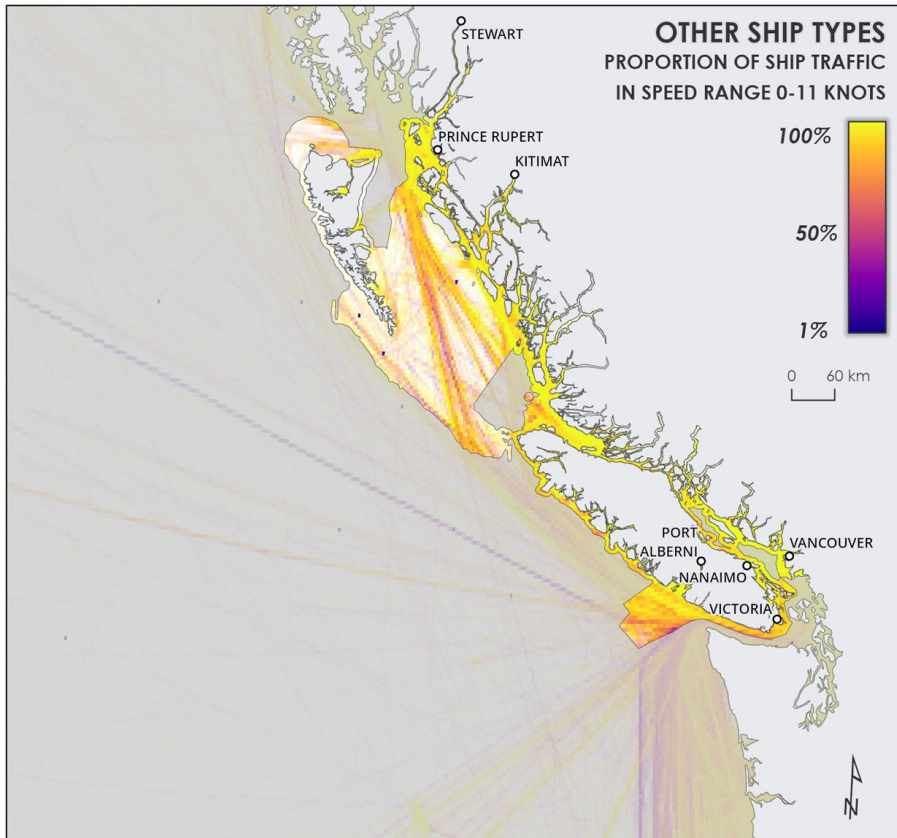 OTHER SHIP TYPES
PROPORTION OF SHIP TRAFFIC
IN SPEED RANGE 0-11 KNOTS
100%
50%
1%
0 60 km
STEWART
PRINCE RUPERT
KITIMAT
PORT
ALBERNI
VANCOUVER
NANAIMO
VICTORIA
N